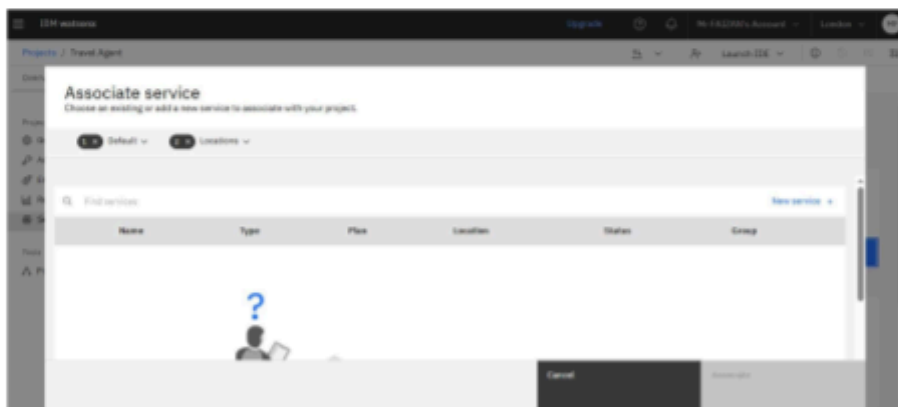 IBM watsonx
Upgrade
London
Projects / Travel Agent
Launch IDE
Associate service
Choose an existing or add a new service to associate with your project.
Default
Locations
Find services
New service +
Name Type Plan Location Status Group
?
Cancel
Associate